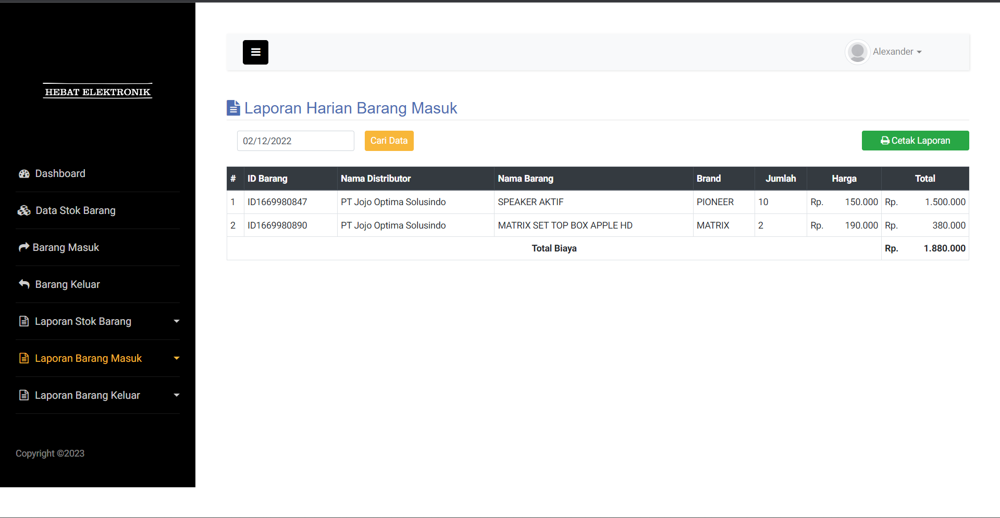 HEBAT ELEKTRONIK
Dashboard
Data Stok Barang
Barang Masuk
Barang Keluar
Laporan Stok Barang
Laporan Barang Masuk
Laporan Barang Keluar
Copyright ©2023
Alexander
Laporan Harian Barang Masuk
02/12/2022 Cari Data Cetak Laporan
# ID Barang Nama Distributor Nama Barang Brand Jumlah Harga Total
1 ID1669980847 PT Jojo Optima Solusindo SPEAKER AKTIF PIONEER 10 Rp. 150.000 Rp. 1.500.000
2 ID1669980890 PT Jojo Optima Solusindo MATRIX SET TOP BOX APPLE HD MATRIX 2 Rp. 190.000 Rp. 380.000
Total Biaya Rp. 1.880.000